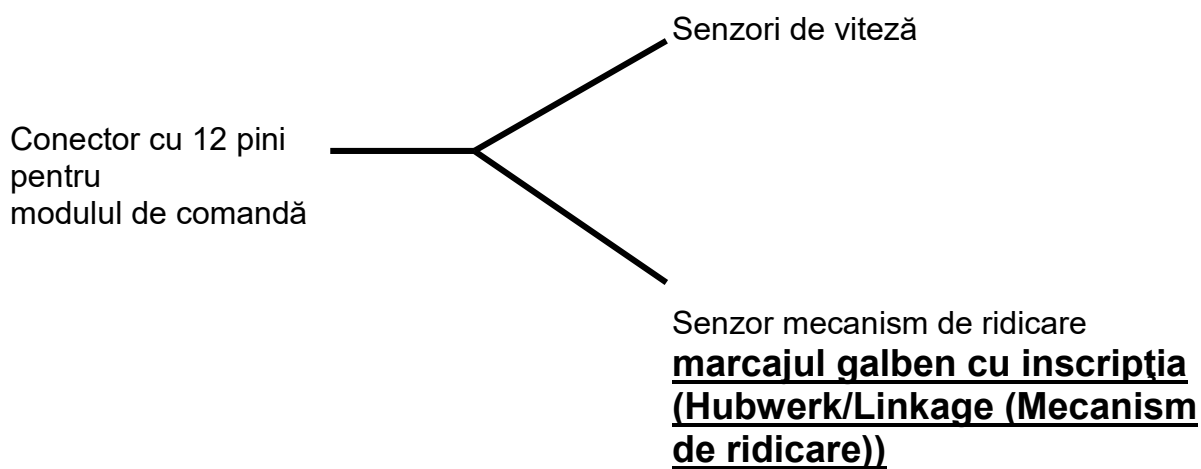 Senzori de viteză
Conector cu 12 pini
pentru
modulul de comandă
Senzor mecanism de ridicare
marcajul galben cu inscripţia
(Hubwerk/Linkage (Mecanism
de ridicare))